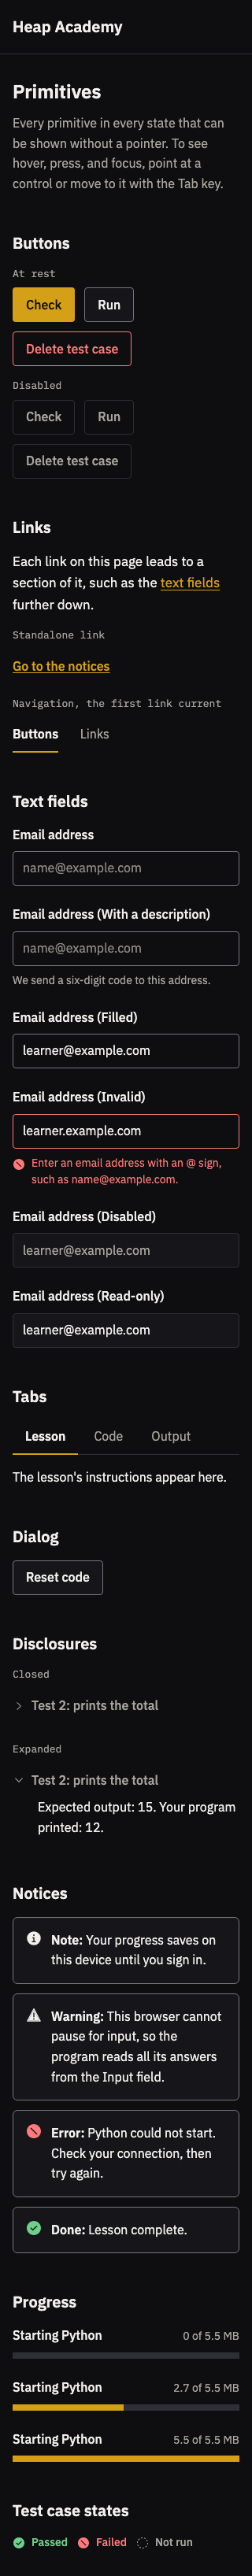 Heap Academy
Primitives
Every primitive in every state that can
be shown without a pointer. To see
hover, press, and focus, point at a
control or move to it with the Tab key.
Buttons
At rest
Check Run
Delete test case
Disabled
Check Run
Delete test case
Links
Each link on this page leads to a
section of it, such as the text fields
further down.
Standalone link
Go to the notices
Navigation, the first link current
Buttons Links
Text fields
Email address
name@example.com
Email address (With a description)
name@example.com
We send a six-digit code to this address.
Email address (Filled)
learner@example.com
Email address (Invalid)
learner.example.com
Enter an email address with an @ sign,
such as name@example.com.
Email address (Disabled)
learner@example.com
Email address (Read-only)
learner@example.com
Tabs
Lesson Code Output
The lesson's instructions appear here.
Dialog
Reset code
Disclosures
Closed
Test 2: prints the total
Expanded
Test 2: prints the total
Expected output: 15. Your program
printed: 12.
Notices
Note: Your progress saves on
this device until you sign in.
Warning: This browser cannot
pause for input, so the
program reads all its answers
from the Input field.
Error: Python could not start.
Check your connection, then
try again.
Done: Lesson complete.
Progress
Starting Python 0 of 5.5 MB
Starting Python 2.7 of 5.5 MB
Starting Python 5.5 of 5.5 MB
Test case states
Passed Failed Not run